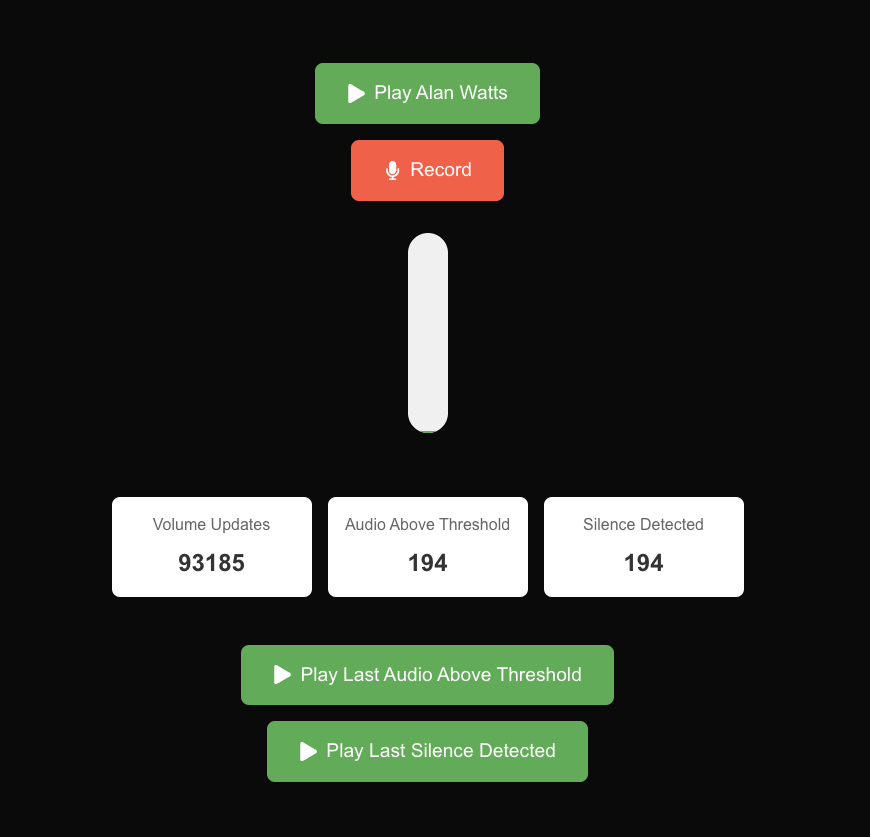 Play Alan Watts
Record
Volume Updates
93185
Audio Above Threshold
194
Silence Detected
194
Play Last Audio Above Threshold
Play Last Silence Detected